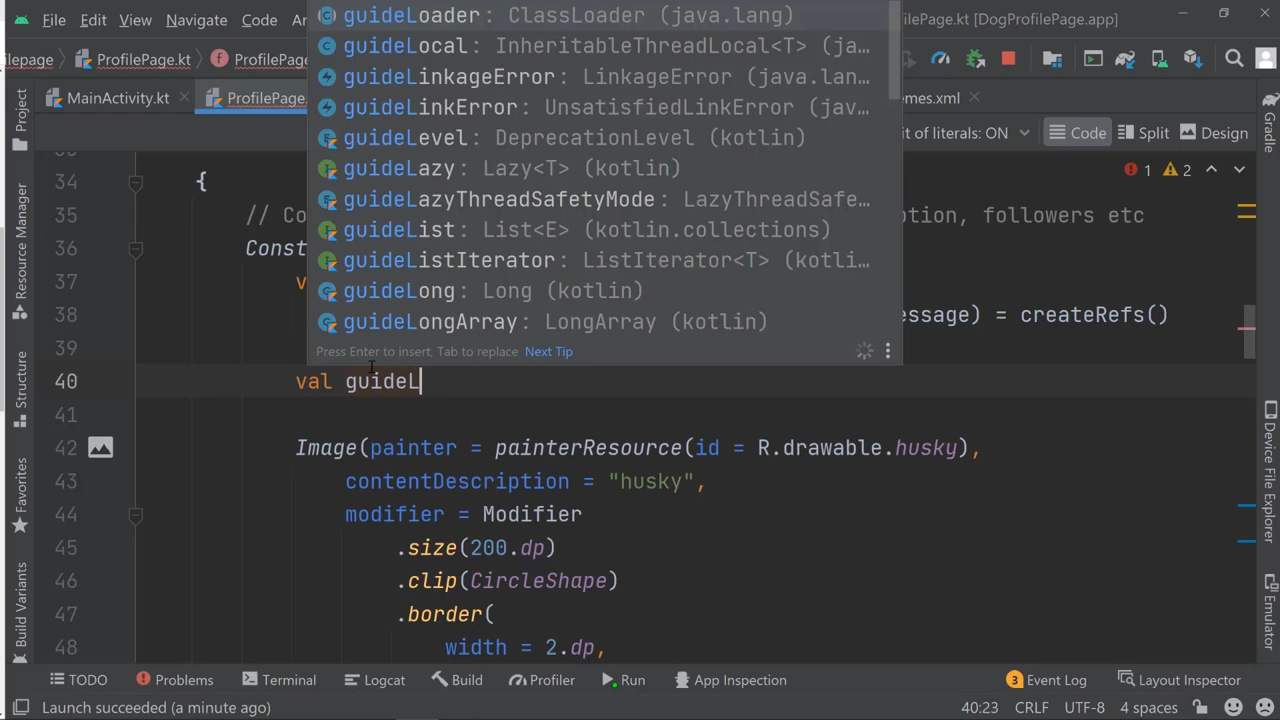 File Edit View Navigate Code
guideLoader: ClassLoader (java.lang)
ProfilePage.kt [DogProfilePage.app]
guideLocal: InheritableThreadLocal<T> (ja…
ilepage ProfilePage.kt ProfilePage
guideLinkageError: LinkageError (java.lan…
MainActivity.kt ProfilePage. emes.xml
guideLinkError: UnsatisfiedLinkError (jav…
guideLevel: DeprecationLevel (kotlin)
t of literals: ON Code Split Design
guideLazy: Lazy<T> (kotlin)
1 2
guideLazyThreadSafetyMode: LazyThreadSafe…
guideList: List<E> (kotlin.collections)
guideListIterator: ListIterator<T> (kotli…
guideLong: Long (kotlin)
guideLongArray: LongArray (kotlin)
Press Enter to insert, Tab to replace Next Tip
34 {
35 // Co ption, followers etc
36 Const
37 v
38 essage) = createRefs()
39
40 val guideL
41
42 Image(painter = painterResource(id = R.drawable.husky),
43 contentDescription = "husky",
44 modifier = Modifier
45 .size(200.dp)
46 .clip(CircleShape)
47 .border(
48 width = 2.dp,
Project
Resource Manager
Structure
Favorites
Build Variants
Gradle
Device File Explorer
Emulator
TODO Problems Terminal Logcat Build Profiler Run App Inspection 3 Event Log Layout Inspector
Launch succeeded (a minute ago) 40:23 CRLF UTF-8 4 spaces